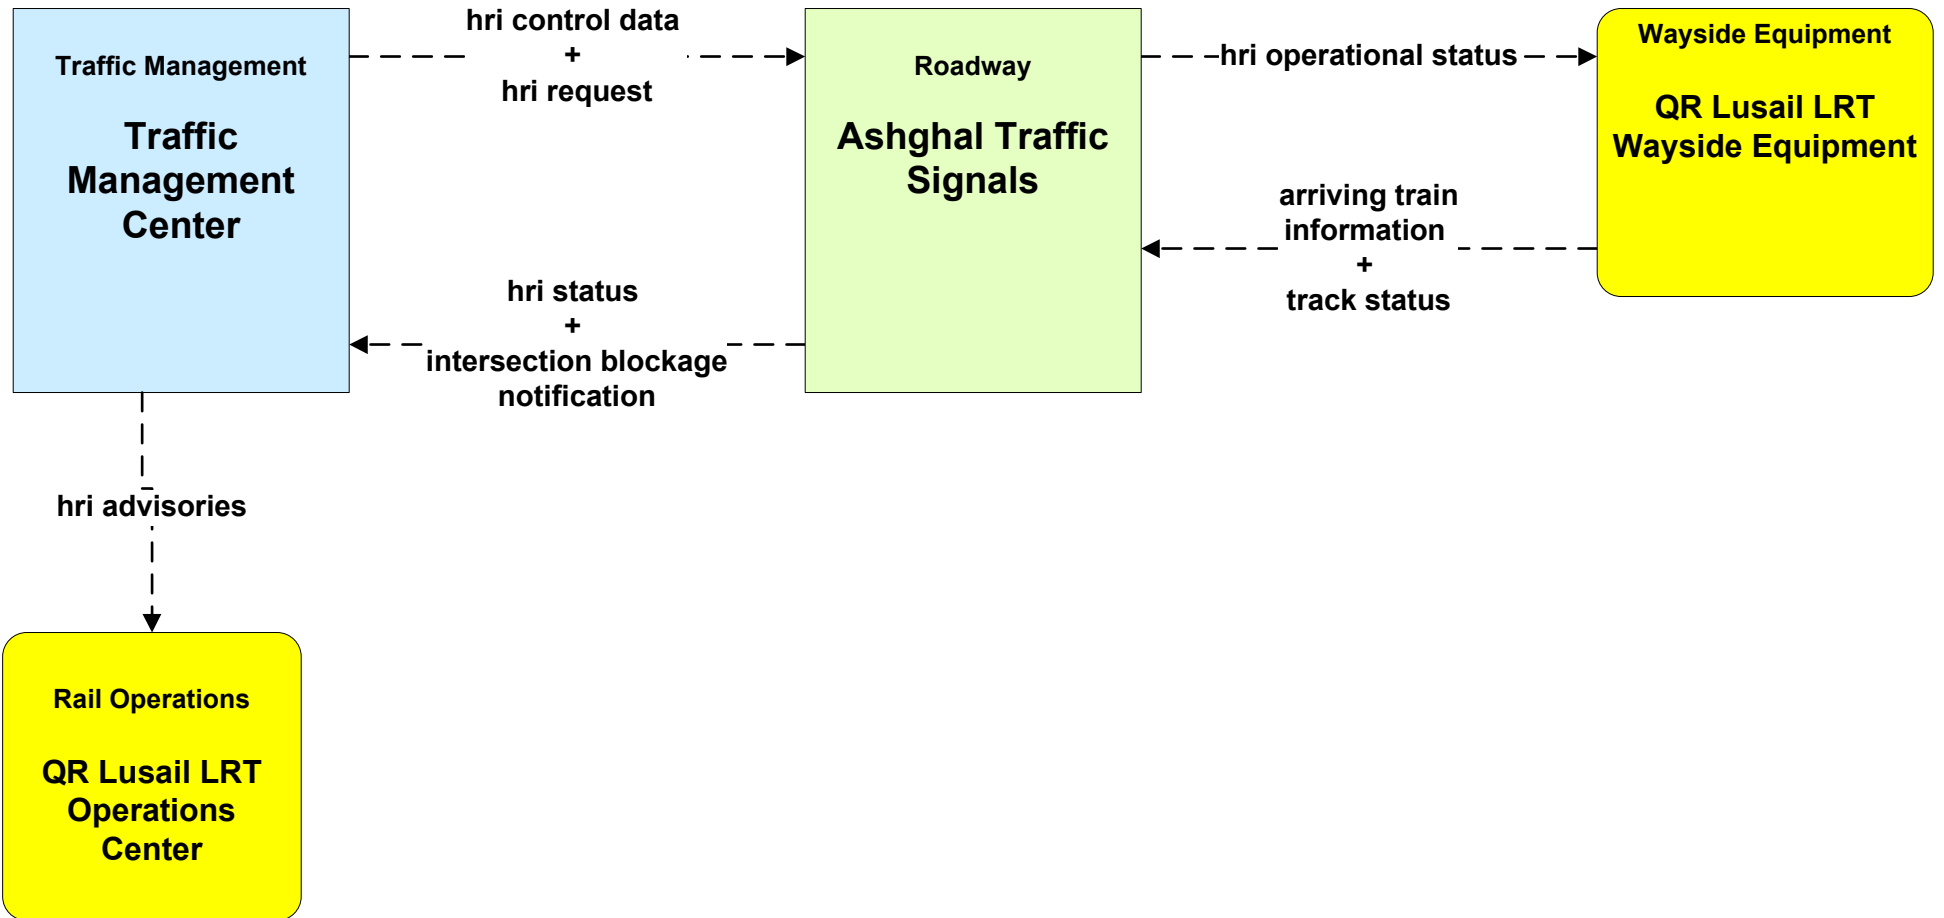 Traffic Management
Traffic
Management
Center
hri control data
+
hri request
Roadway
Ashghal Traffic
Signals
hri operational status
Wayside Equipment
QR Lusail LRT
Wayside Equipment
arriving train
information
+
track status
hri status
+
intersection blockage
notification
hri advisories
Rail Operations
QR Lusail LRT
Operations
Center